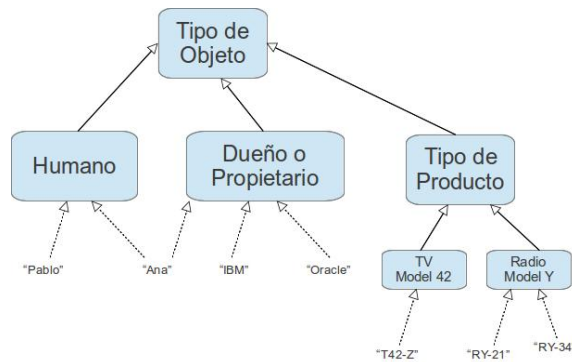 Tipo de
Objeto
Humano
Dueño o
Propietario
Tipo de
Producto
"Pablo"
"Ana"
"IBM"
"Oracle"
TV
Model 42
Radio
Model Y
"T42-Z"
"RY-21"
"RY-34